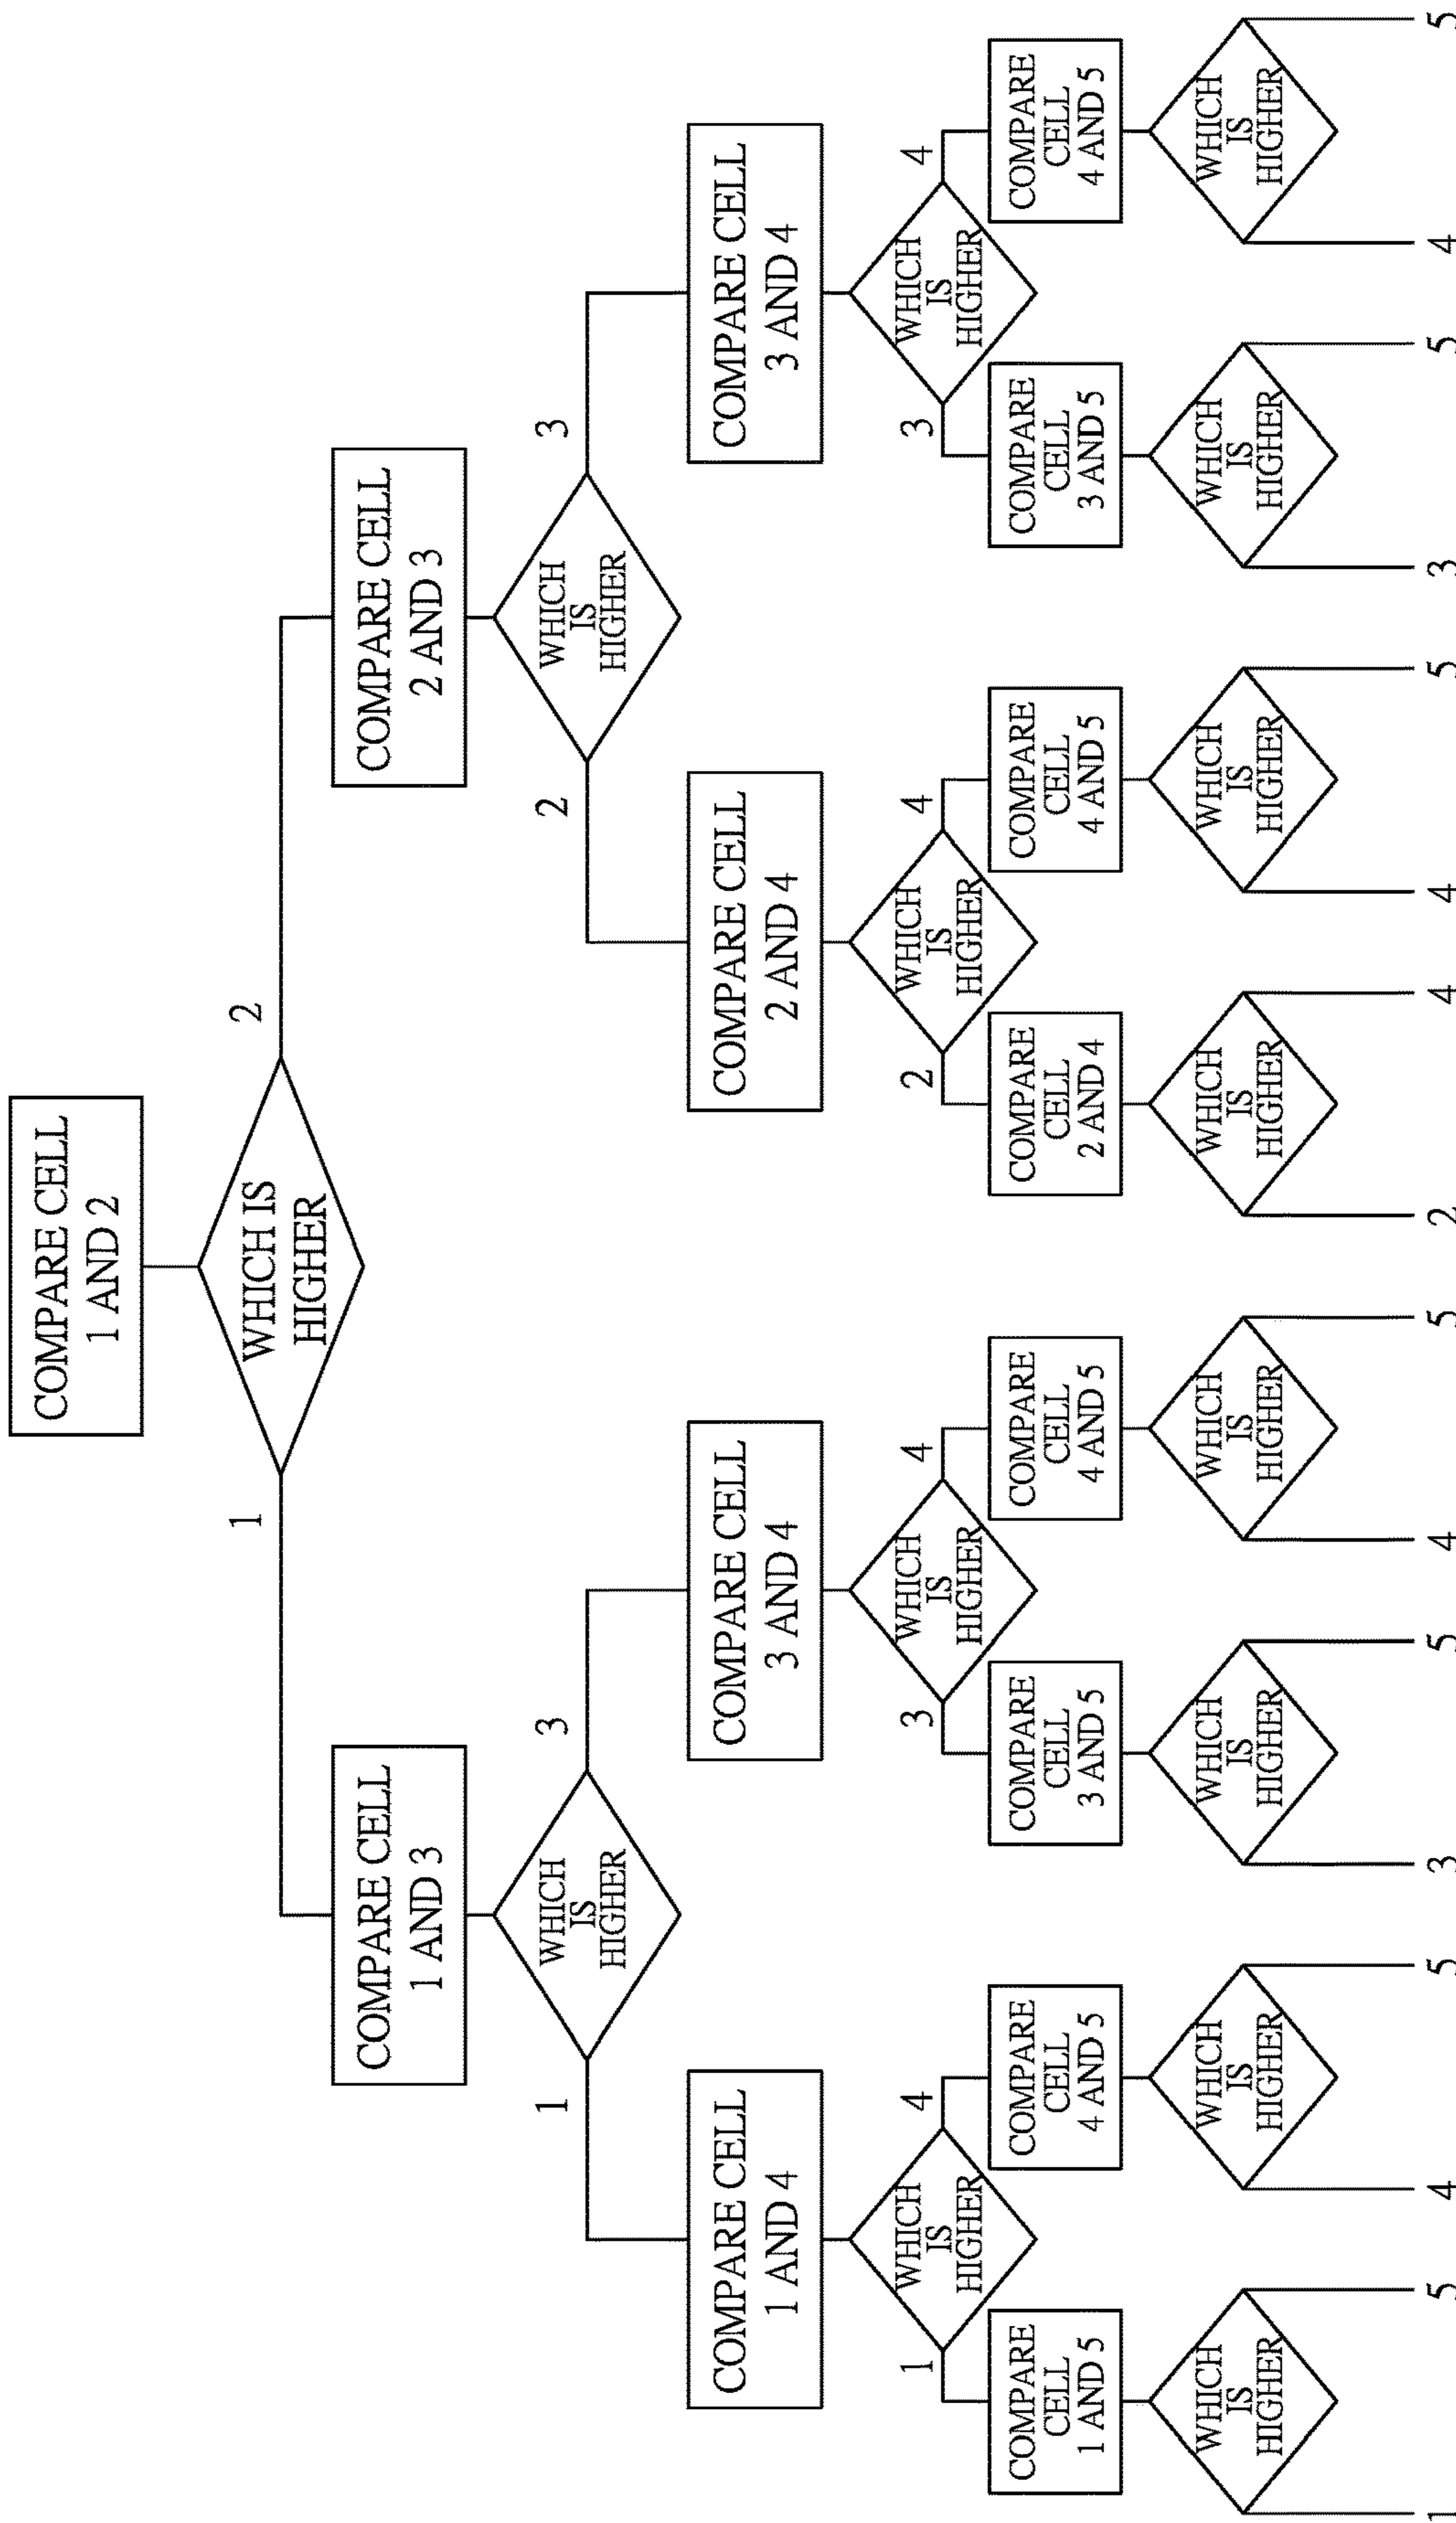 COMPARE CELL
1 AND 2
WHICH IS
HIGHER
1
2
COMPARE CELL
1 AND 3
COMPARE CELL
2 AND 3
WHICH
IS
HIGHER
1
3
WHICH
IS
HIGHER
2
3
COMPARE CELL
1 AND 4
COMPARE CELL
3 AND 4
COMPARE CELL
2 AND 4
COMPARE CELL
3 AND 4
WHICH
IS
HIGHER
1
4
WHICH
IS
HIGHER
3
4
WHICH
IS
HIGHER
2
4
WHICH
IS
HIGHER
3
4
COMPARE
CELL
1 AND 5
COMPARE
CELL
4 AND 5
COMPARE
CELL
3 AND 5
COMPARE
CELL
4 AND 5
COMPARE
CELL
2 AND 4
COMPARE
CELL
4 AND 5
COMPARE
CELL
3 AND 5
COMPARE
CELL
4 AND 5
WHICH
IS
HIGHER
WHICH
IS
HIGHER
WHICH
IS
HIGHER
WHICH
IS
HIGHER
WHICH
IS
HIGHER
WHICH
IS
HIGHER
WHICH
IS
HIGHER
WHICH
IS
HIGHER
1
5
4
5
3
5
4
5
2
4
4
5
3
5
4
5